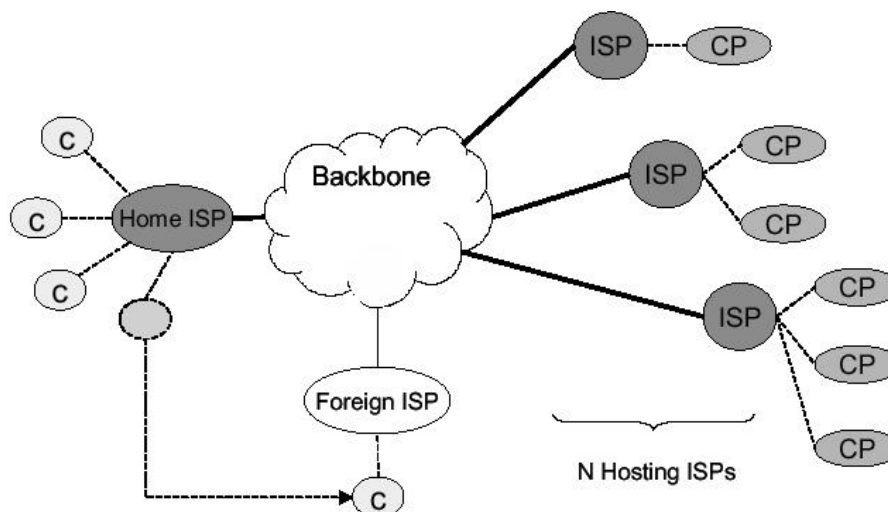 ISP
CP
C
CP
Backbone
ISP
C
Home ISP
CP
C
CP
ISP
CP
Foreign ISP
CP
N Hosting ISPs
C